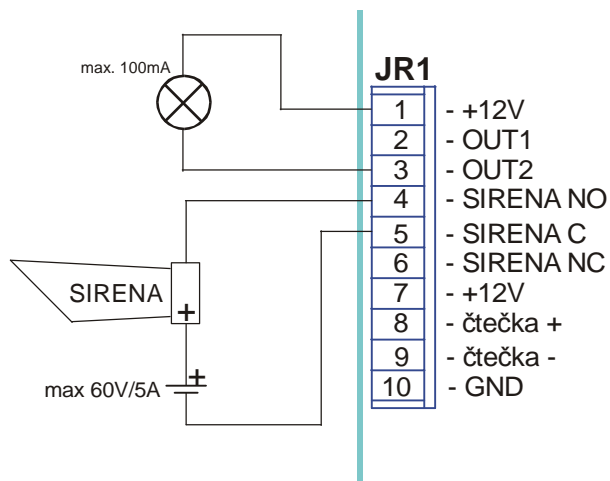 max. 100mA
JR1
1 - +12V
2 - OUT1
3 - OUT2
4 - SIRENA NO
5 - SIRENA C
6 - SIRENA NC
7 - +12V
8 - čtečka +
9 - čtečka -
10 - GND
SIRENA
+
+
max 60V/5A